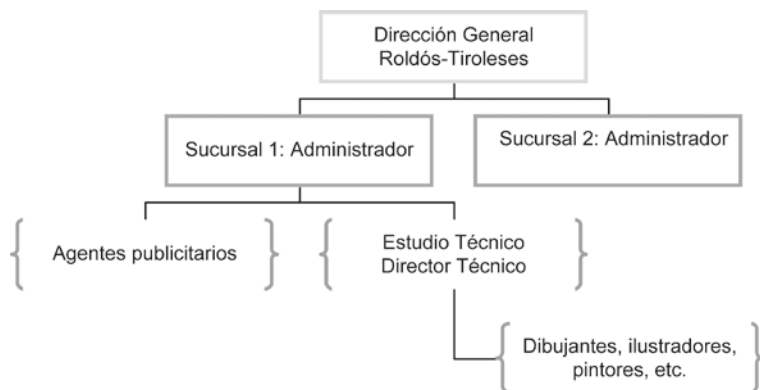 Dirección General
Roldós-Tiroleses
Sucursal 1: Administrador
Sucursal 2: Administrador
Agentes publicitarios
Estudio Técnico
Director Técnico
Dibujantes, ilustradores,
pintores, etc.